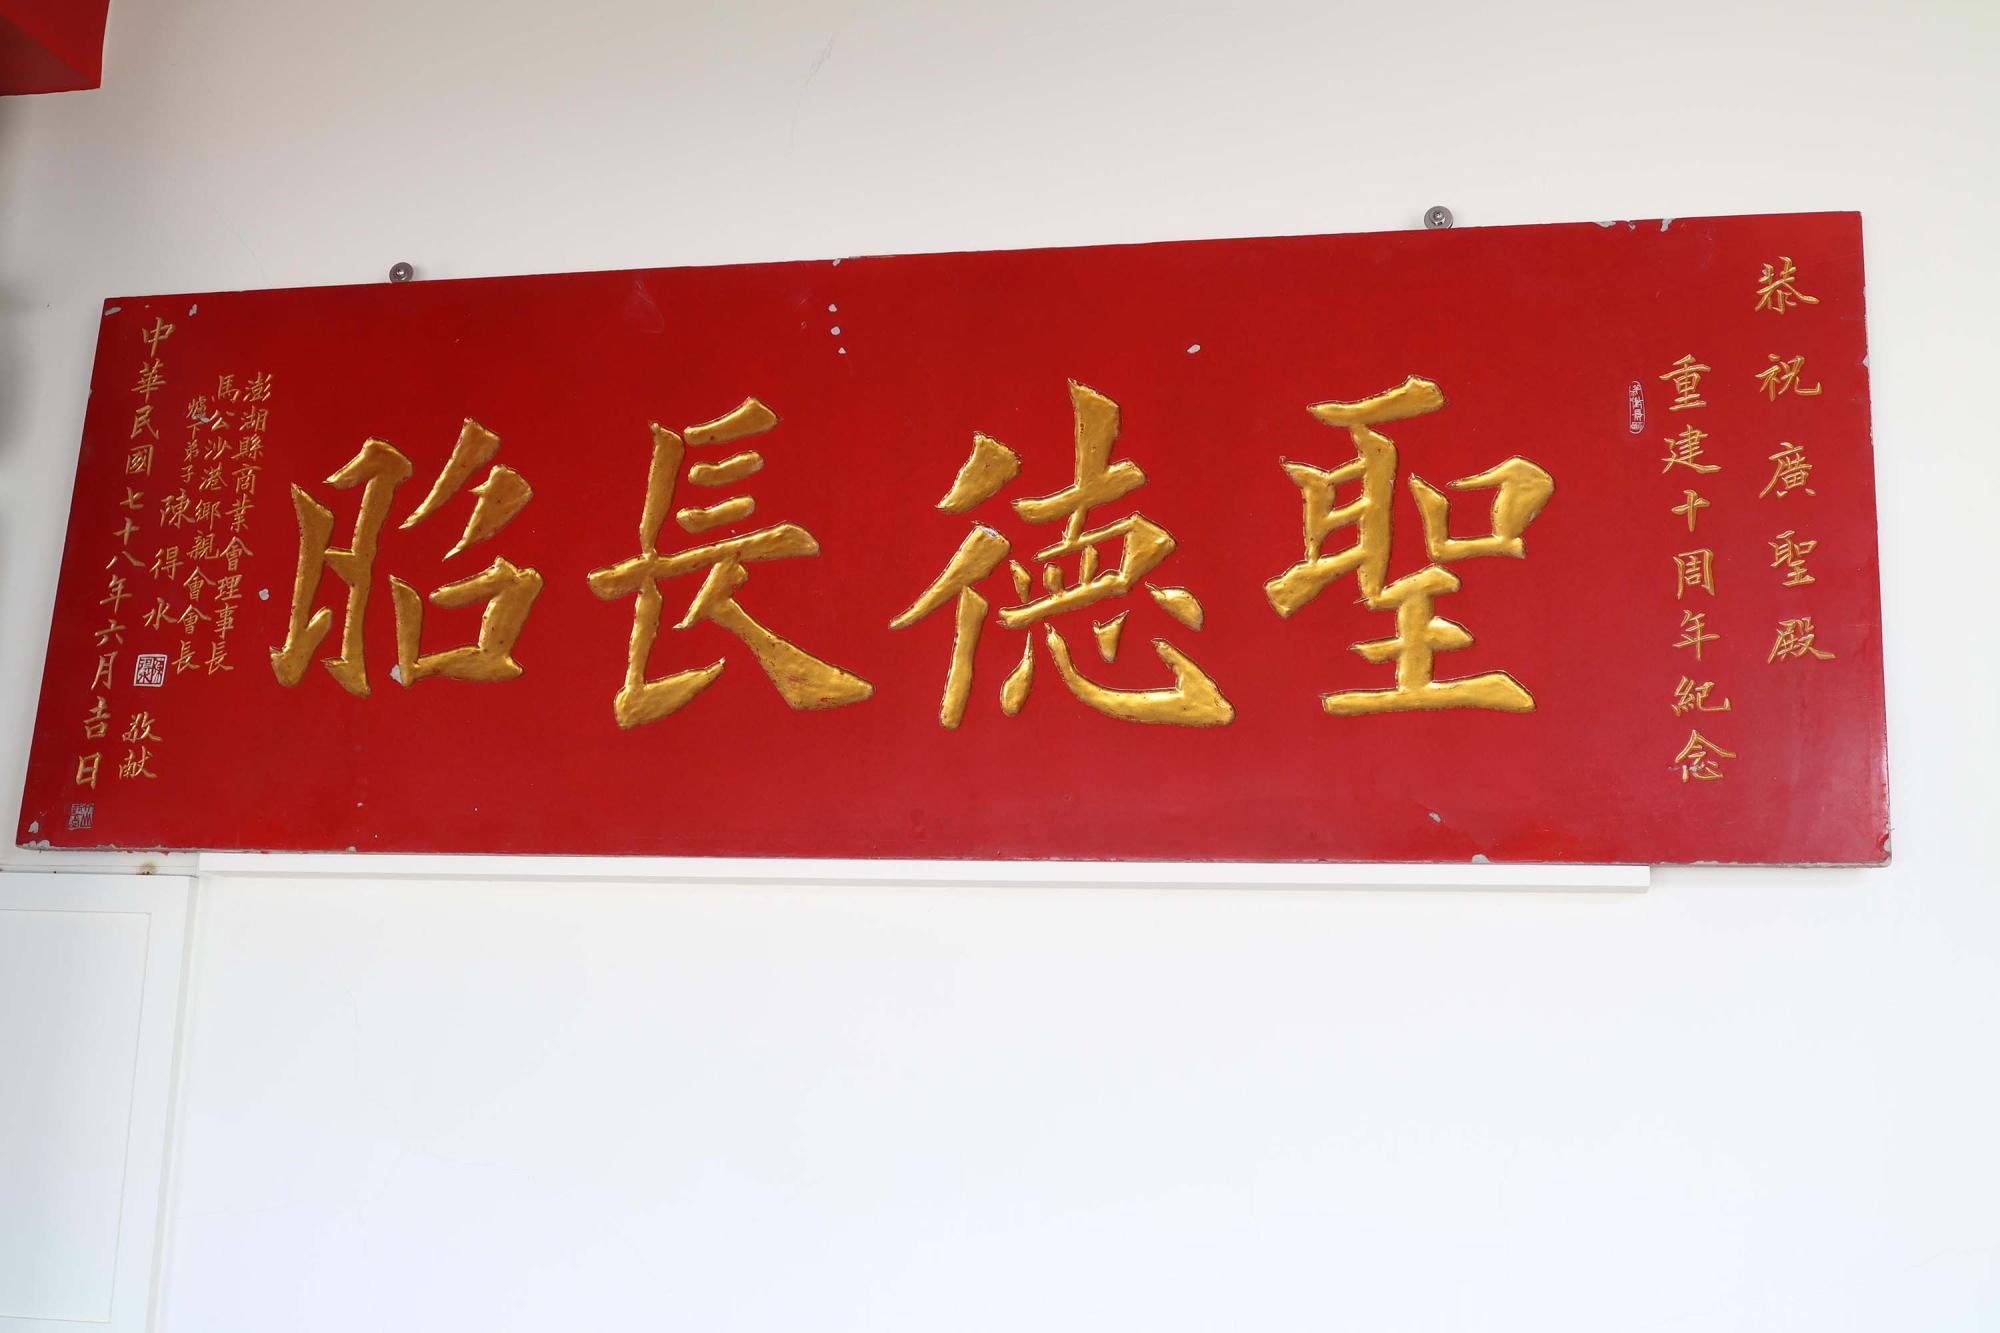 恭祝廣聖殿
重建十周年紀念
聖德長昭
澎湖縣商業會理事長
馬公沙港鄉親會會長
爐下弟子陳得水敬献
中華民國七十八年六月吉日